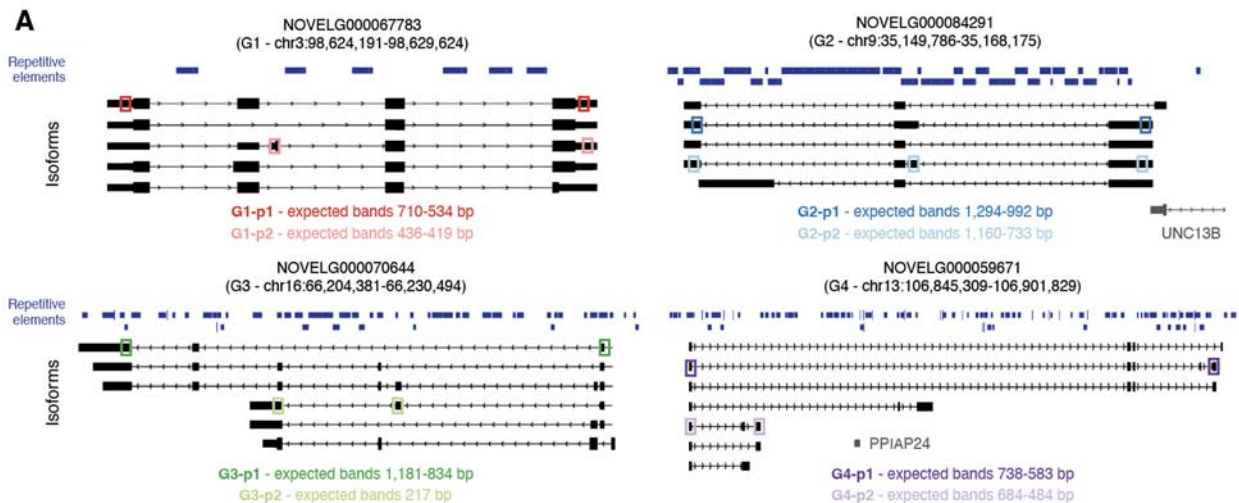 A
NOVELG000067783
(G1 - chr3:98,624,191-98,629,624)
Repetitive
elements
Isoforms
G1-p1 - expected bands 710-534 bp
G1-p2 - expected bands 436-419 bp
NOVELG000084291
(G2 - chr9:35,149,786-35,168,175)
G2-p1 - expected bands 1,294-992 bp
G2-p2 - expected bands 1,160-733 bp
UNC13B
NOVELG000070644
(G3 - chr16:66,204,381-66,230,494)
Repetitive
elements
Isoforms
G3-p1 - expected bands 1,181-834 bp
G3-p2 - expected bands 217 bp
NOVELG000059671
(G4 - chr13:106,845,309-106,901,829)
PPIAP24
G4-p1 - expected bands 738-583 bp
G4-p2 - expected bands 684-484 bp